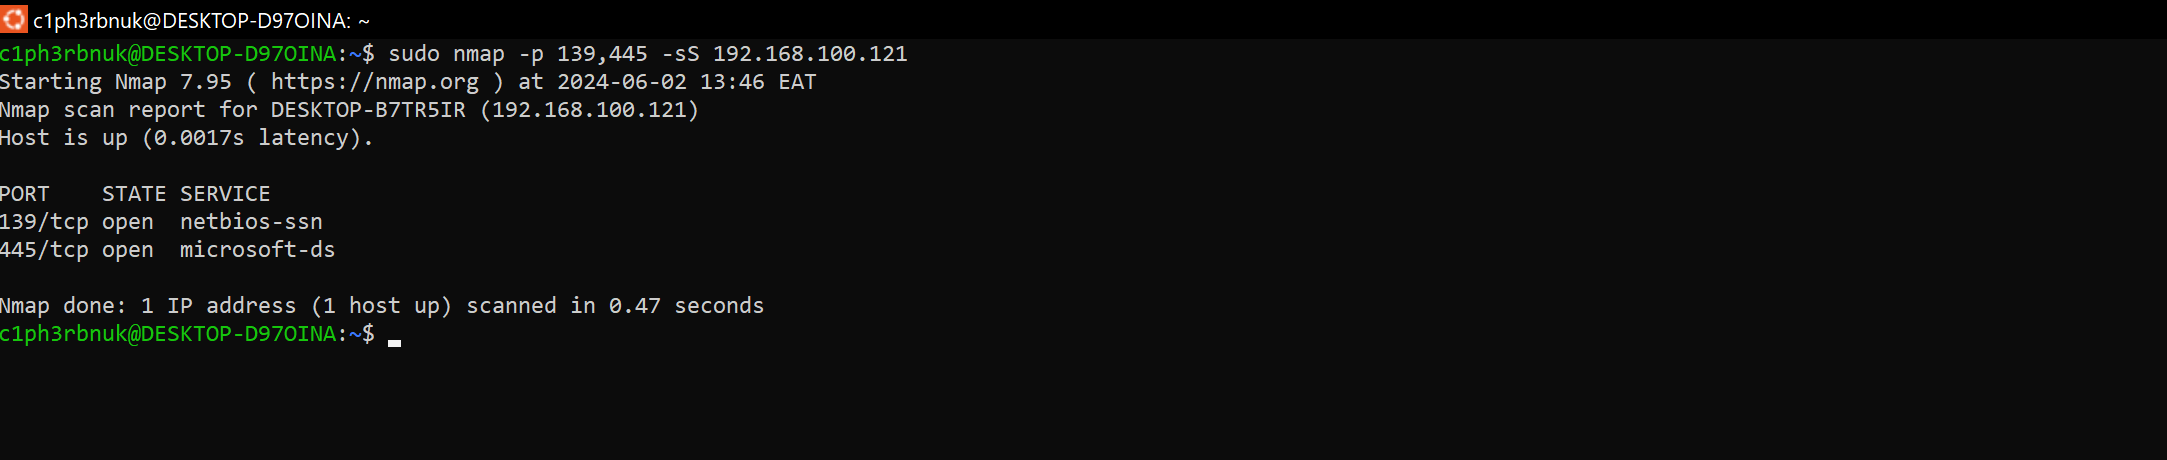 c1ph3rbnuk@DESKTOP-D97OINA: ~
c1ph3rbnuk@DESKTOP-D97OINA:~$ sudo nmap -p 139,445 -sS 192.168.100.121
Starting Nmap 7.95 ( https://nmap.org ) at 2024-06-02 13:46 EAT
Nmap scan report for DESKTOP-B7TR5IR (192.168.100.121)
Host is up (0.0017s latency).
PORT    STATE SERVICE
139/tcp open  netbios-ssn
445/tcp open  microsoft-ds
Nmap done: 1 IP address (1 host up) scanned in 0.47 seconds
c1ph3rbnuk@DESKTOP-D97OINA:~$